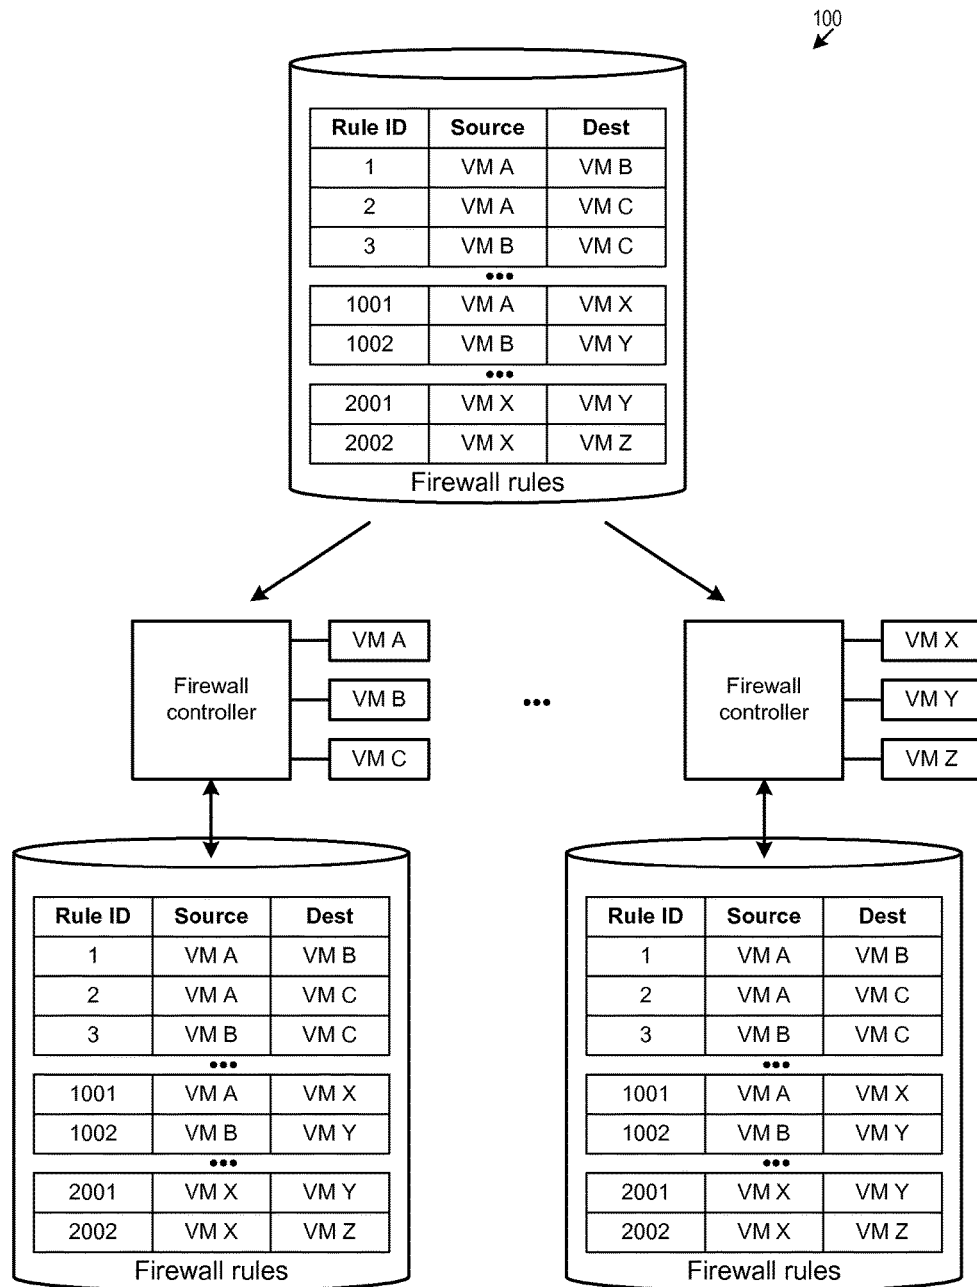 100
Rule ID Source Dest
1 VM A VM B
2 VM A VM C
3 VM B VM C
•••
1001 VM A VM X
1002 VM B VM Y
•••
2001 VM X VM Y
2002 VM X VM Z
Firewall rules
Firewall controller
VM A
VM B
VM C
•••
Firewall controller
VM X
VM Y
VM Z
Rule ID Source Dest
1 VM A VM B
2 VM A VM C
3 VM B VM C
•••
1001 VM A VM X
1002 VM B VM Y
•••
2001 VM X VM Y
2002 VM X VM Z
Firewall rules
Rule ID Source Dest
1 VM A VM B
2 VM A VM C
3 VM B VM C
•••
1001 VM A VM X
1002 VM B VM Y
•••
2001 VM X VM Y
2002 VM X VM Z
Firewall rules